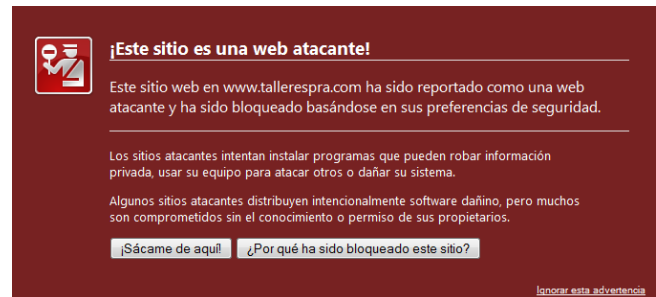 ¡Este sitio es una web atacante!
Este sitio web en www.tallerespra.com ha sido reportado como una web
atacante y ha sido bloqueado basándose en sus preferencias de seguridad.
Los sitios atacantes intentan instalar programas que pueden robar información
privada, usar su equipo para atacar otros o dañar su sistema.
Algunos sitios atacantes distribuyen intencionalmente software dañino, pero muchos
son comprometidos sin el conocimiento o permiso de sus propietarios.
¡Sácame de aquí! ¿Por qué ha sido bloqueado este sitio?
Ignorar esta advertencia